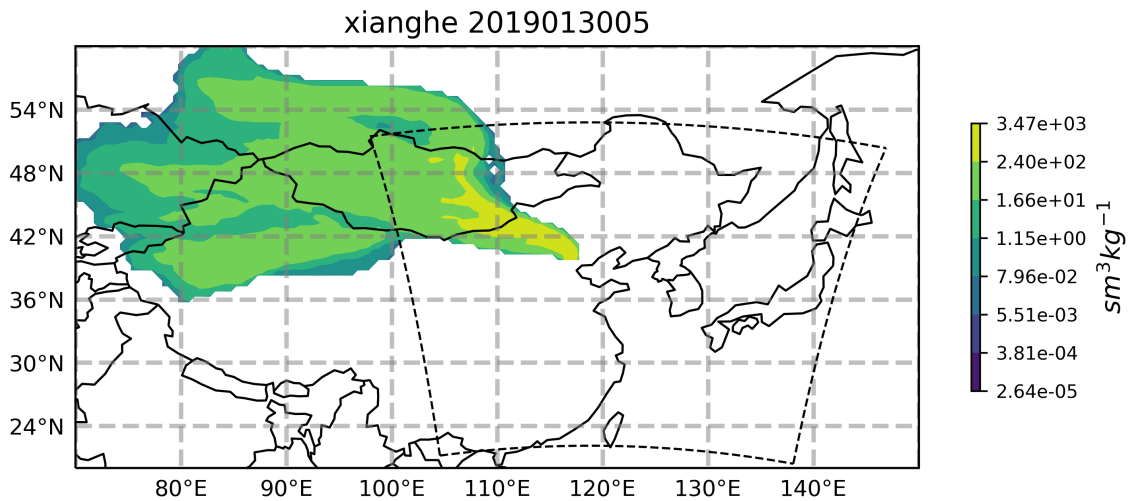 xianghe 2019013005
54°N
48°N
42°N
36°N
30°N
24°N
80°E 90°E 100°E 110°E 120°E 130°E 140°E
3.47e+03
2.40e+02
1.66e+01
1.15e+00
7.96e-02
5.51e-03
3.81e-04
2.64e-05
sm³kg⁻¹